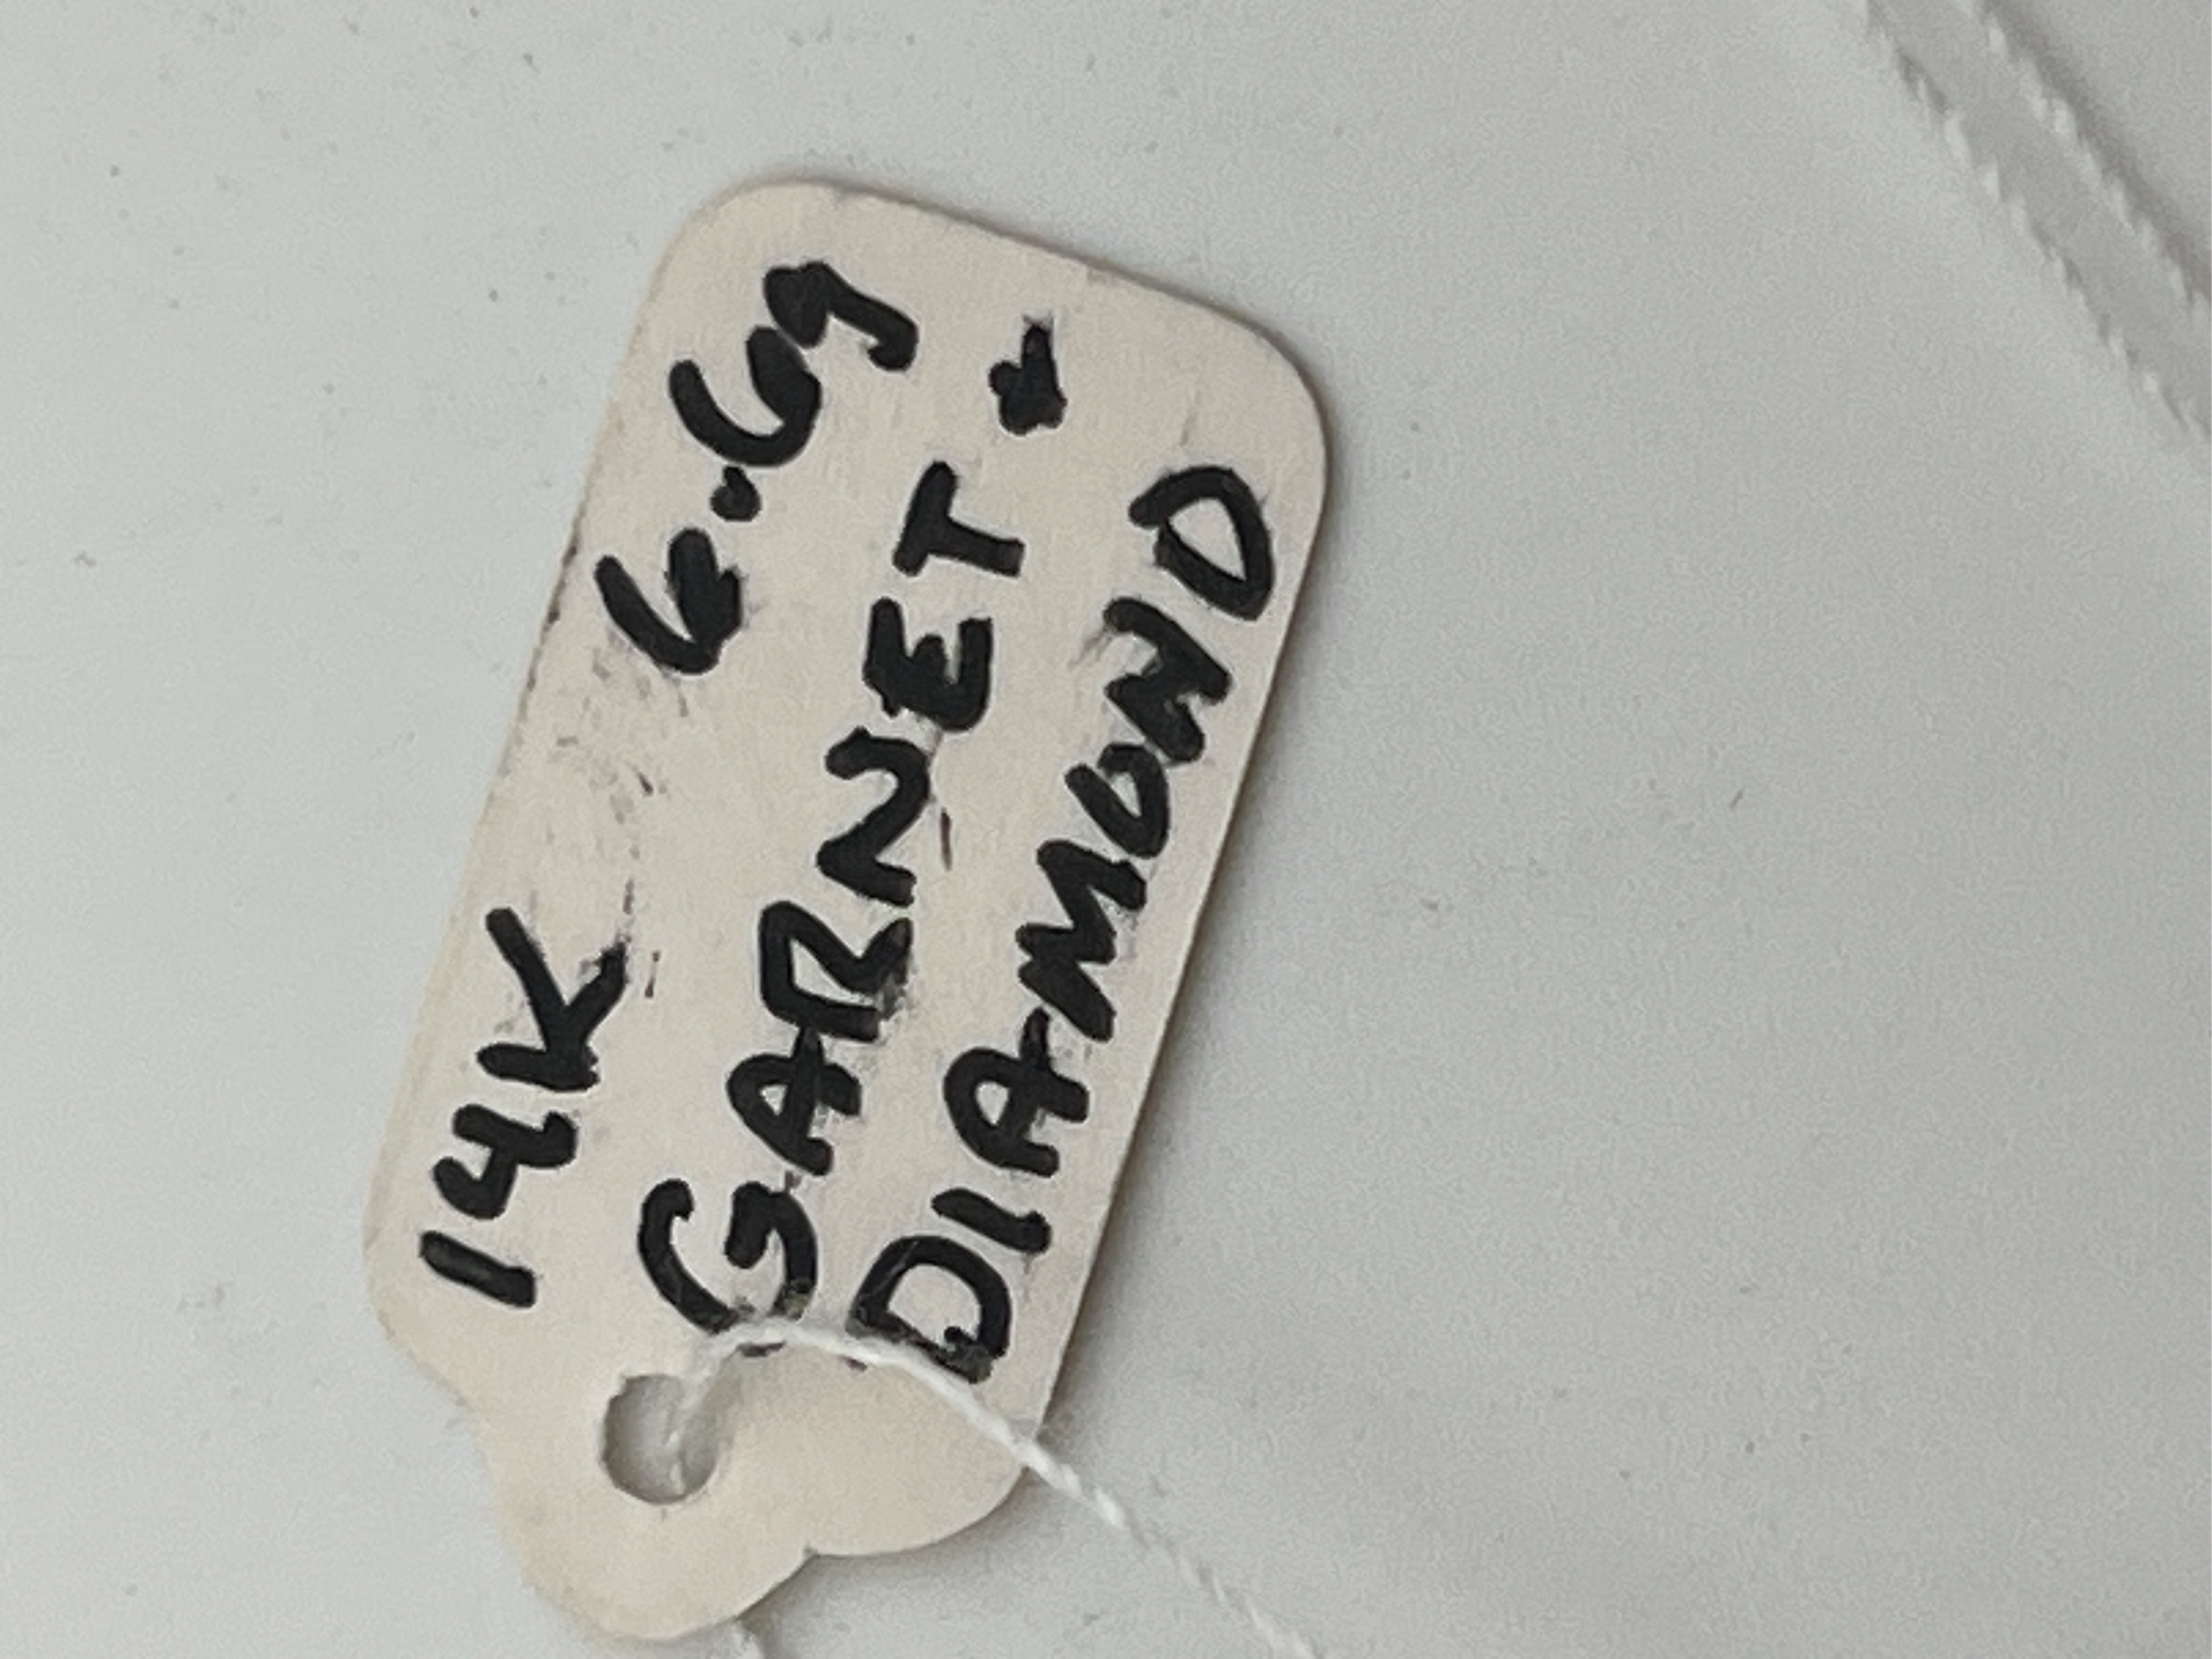 14K 6.6g
GARNET +
DIAMOND